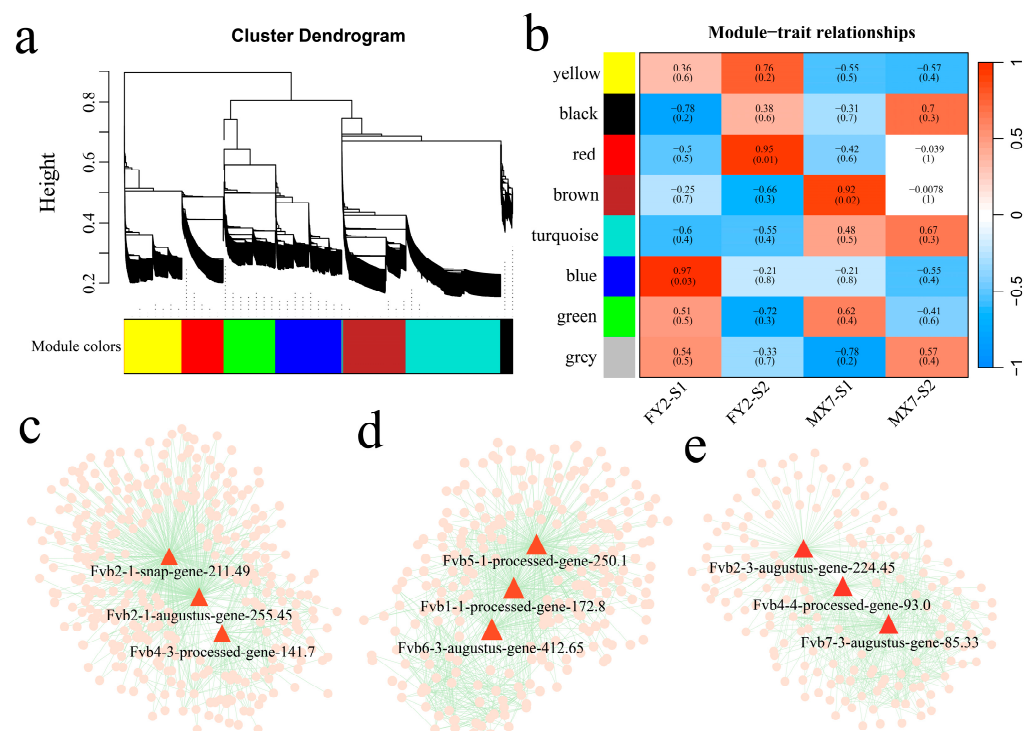 a
Cluster Dendrogram
Height
0.8
0.6
0.4
0.2
Module colors
b
Module−trait relationships
yellow
0.36 0.76 −0.55 −0.57
(0.6) (0.2) (0.5) (0.4)
black
−0.78 0.38 −0.31 0.7
(0.2) (0.6) (0.7) (0.3)
red
−0.5 0.95 −0.42 −0.039
(0.5) (0.01) (0.6) (1)
brown
−0.25 −0.66 0.92 −0.0078
(0.7) (0.3) (0.02) (1)
turquoise
−0.6 −0.55 0.48 0.67
(0.4) (0.4) (0.5) (0.3)
blue
0.97 −0.21 −0.21 −0.55
(0.03) (0.8) (0.8) (0.4)
green
0.51 −0.72 0.62 −0.41
(0.5) (0.3) (0.4) (0.6)
grey
0.54 −0.33 −0.78 0.57
(0.5) (0.7) (0.2) (0.4)
FY2-S1
FY2-S2
MX7-S1
MX7-S2
1
0.5
0
−0.5
−1
c
Fvb2-1-snap-gene-211.49
Fvb2-1-augustus-gene-255.45
Fvb4-3-processed-gene-141.7
d
Fvb5-1-processed-gene-250.1
Fvb1-1-processed-gene-172.8
Fvb6-3-augustus-gene-412.65
e
Fvb2-3-augustus-gene-224.45
Fvb4-4-processed-gene-93.0
Fvb7-3-augustus-gene-85.33